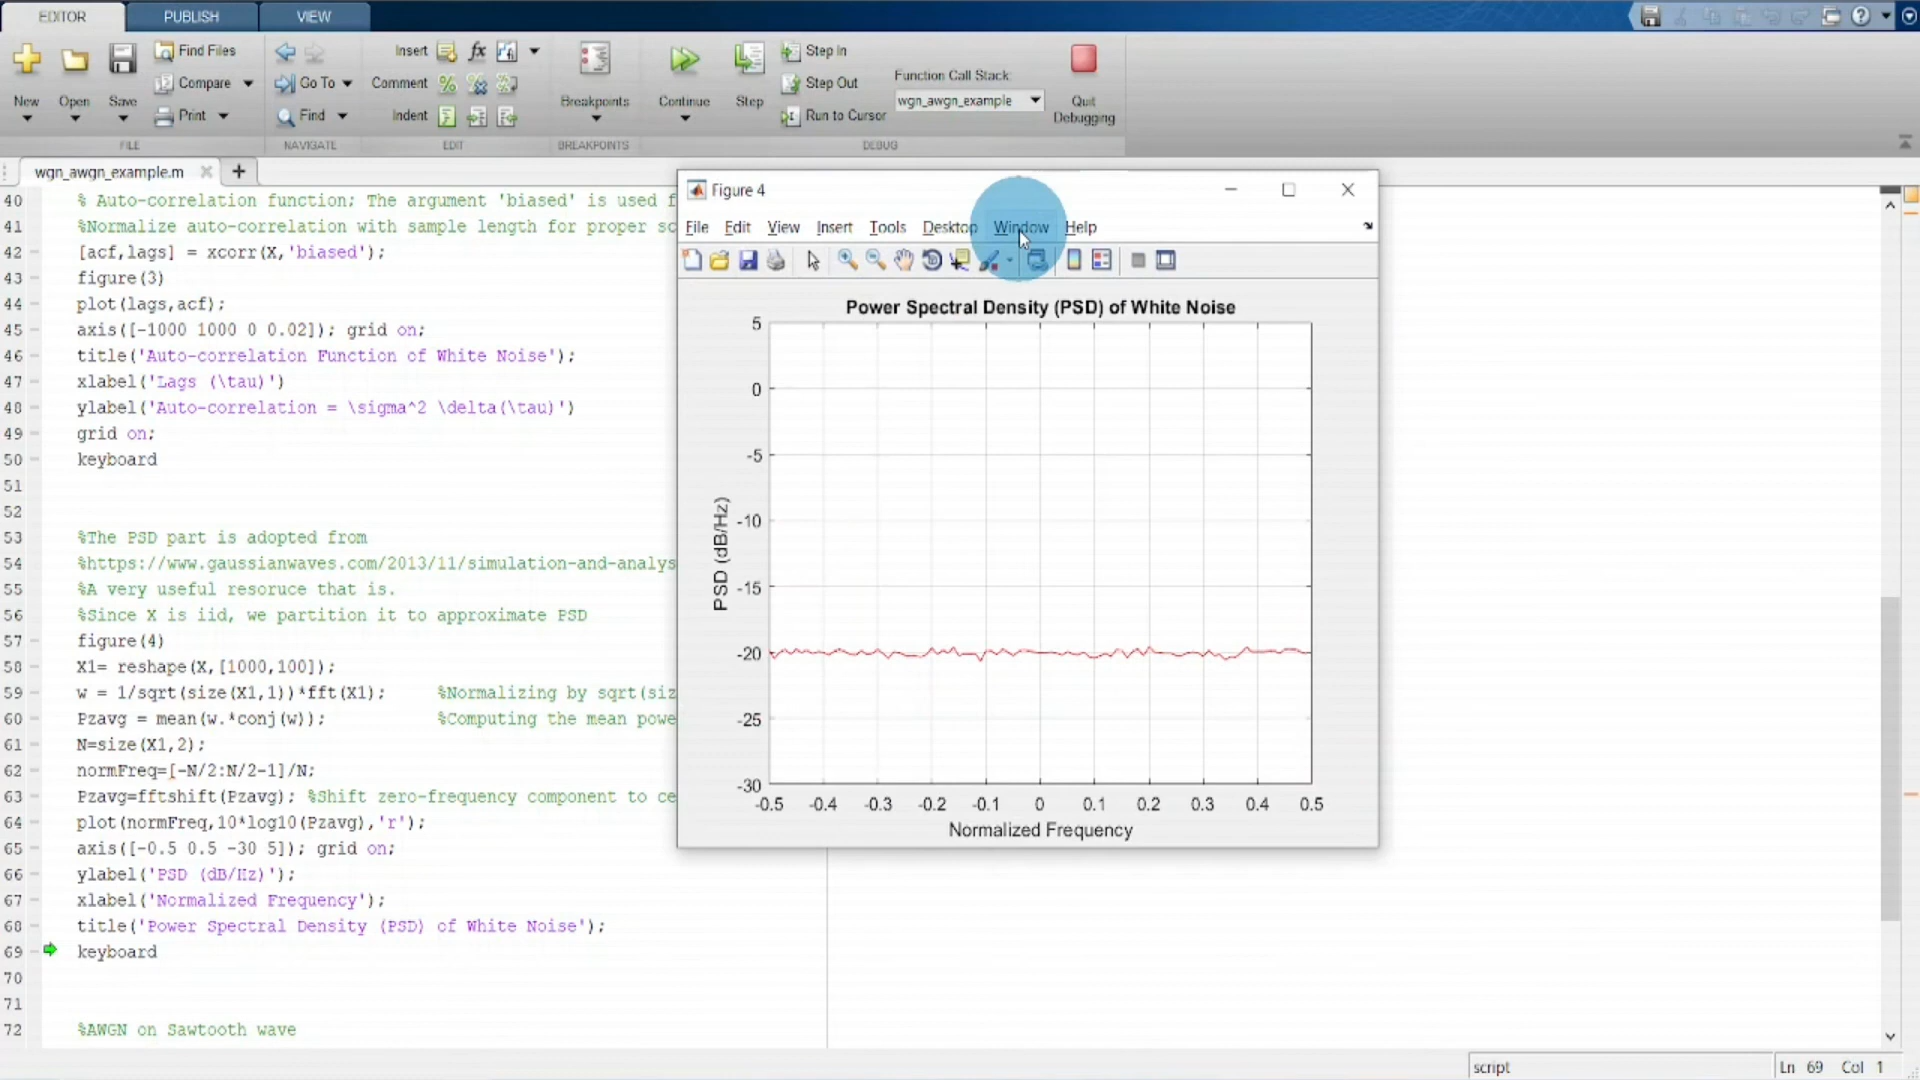 EDITOR PUBLISH VIEW
New Open Save Find Files Compare Print
FILE
Go To Find
NAVIGATE
Insert fx
Comment
Indent
EDIT
Breakpoints
BREAKPOINTS
Continue Step Step In
Step Out
Run to Cursor
Function Call Stack:
wgn_awgn_example
Quit Debugging
DEBUG
wgn_awgn_example.m
40 % Auto-correlation function; The argument 'biased' is used f
41 %Normalize auto-correlation with sample length for proper sc
42 [acf,lags] = xcorr(X,'biased');
43 figure(3)
44 plot(lags,acf);
45 axis([-1000 1000 0 0.02]); grid on;
46 title('Auto-correlation Function of White Noise');
47 xlabel('Lags (\tau)')
48 ylabel('Auto-correlation = \sigma^2 \delta(\tau)')
49 grid on;
50 keyboard
51
52
53 %The PSD part is adopted from
54 %https://www.gaussianwaves.com/2013/11/simulation-and-analys
55 %A very useful resoruce that is.
56 %Since X is iid, we partition it to approximate PSD
57 figure(4)
58 X1= reshape(X,[1000,100]);
59 w = 1/sqrt(size(X1,1))*fft(X1); %Normalizing by sqrt(siz
60 Pzavg = mean(w.*conj(w)); %Computing the mean powe
61 N=size(X1,2);
62 normFreq=[-N/2:N/2-1]/N;
63 Pzavg=fftshift(Pzavg); %Shift zero-frequency component to ce
64 plot(normFreq,10*log10(Pzavg),'r');
65 axis([-0.5 0.5 -30 5]); grid on;
66 ylabel('PSD (dB/Hz)');
67 xlabel('Normalized Frequency');
68 title('Power Spectral Density (PSD) of White Noise');
69 keyboard
70
71
72 %AWGN on Sawtooth wave
Figure 4
File Edit View Insert Tools Desktop Window Help
Power Spectral Density (PSD) of White Noise
5
0
-5
-10
-15
-20
-25
-30
PSD (dB/Hz)
-0.5 -0.4 -0.3 -0.2 -0.1 0 0.1 0.2 0.3 0.4 0.5
Normalized Frequency
script Ln 69 Col 1